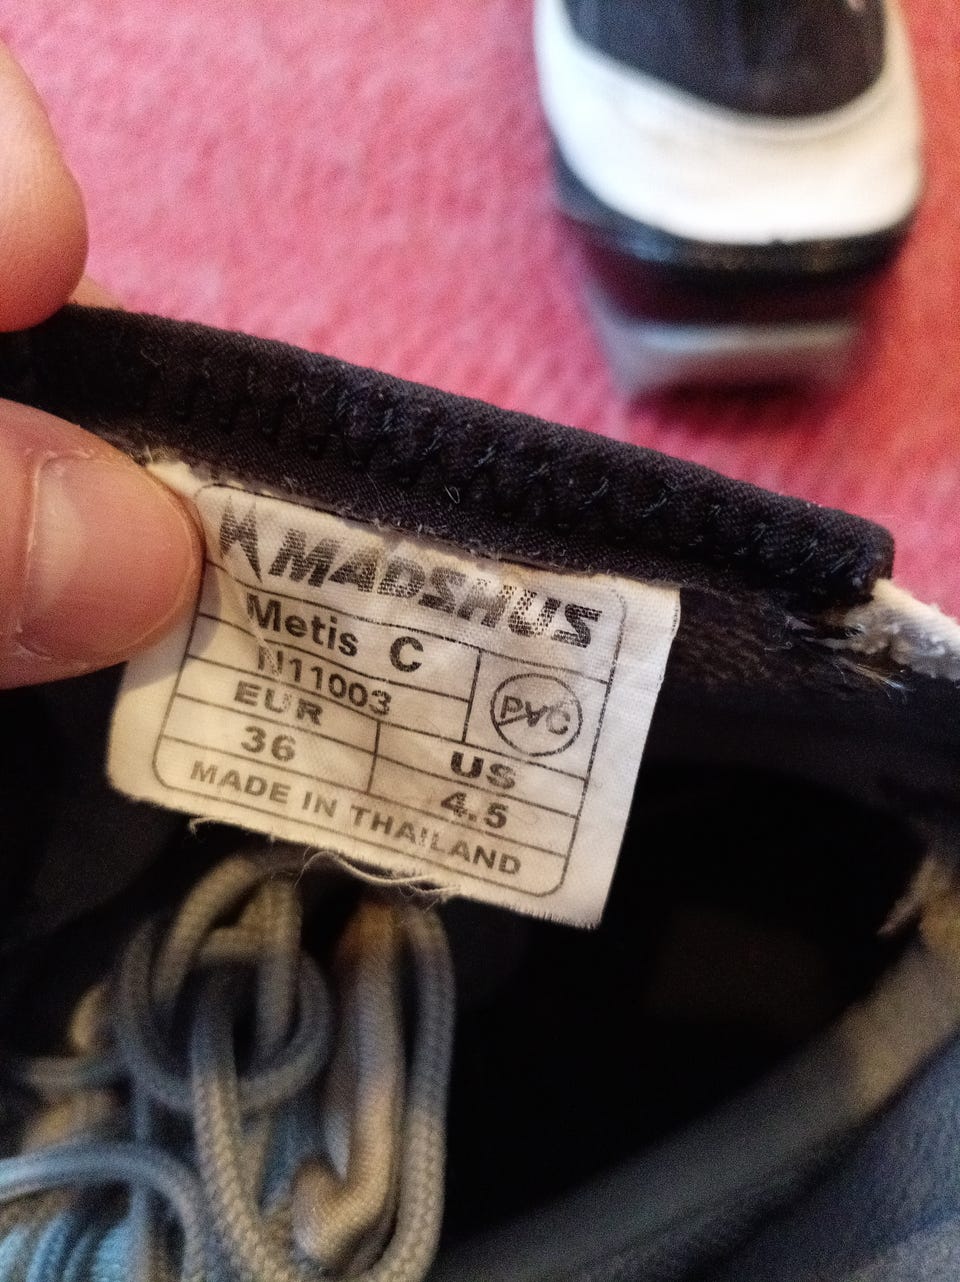 MADSHUS
Metis C
N11003
PVC
EUR
US
36
4.5
MADE IN THAILAND